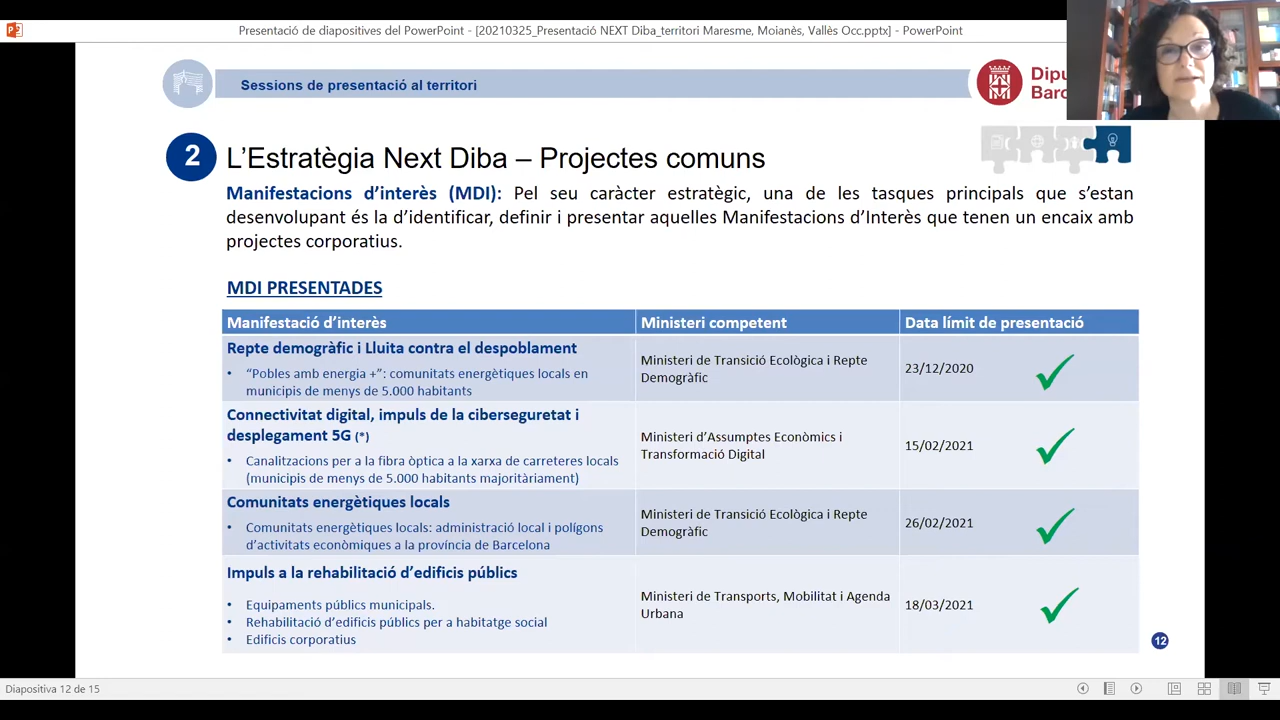 Presentació de diapositives del PowerPoint - [20210325_Presentació NEXT Diba_territori Maresme, Moianès, Vallès Occ.pptx] - PowerPoint
Sessions de presentació al territori
2
L’Estratègia Next Diba – Projectes comuns
Manifestacions d’interès (MDI): Pel seu caràcter estratègic, una de les tasques principals que s’estan
desenvolupant és la d’identificar, definir i presentar aquelles Manifestacions d’Interès que tenen un encaix amb
projectes corporatius.
MDI PRESENTADES
Manifestació d’interès
Ministeri competent
Data límit de presentació
Repte demogràfic i Lluita contra el despoblament
• “Pobles amb energia +”: comunitats energètiques locals en
municipis de menys de 5.000 habitants
Ministeri de Transició Ecològica i Repte
Demogràfic
23/12/2020
Connectivitat digital, impuls de la ciberseguretat i
desplegament 5G (*)
• Canalitzacions per a la fibra òptica a la xarxa de carreteres locals
(municipis de menys de 5.000 habitants majoritàriament)
Ministeri d’Assumptes Econòmics i
Transformació Digital
15/02/2021
Comunitats energètiques locals
• Comunitats energètiques locals: administració local i polígons
d’activitats econòmiques a la província de Barcelona
Ministeri de Transició Ecològica i Repte
Demogràfic
26/02/2021
Impuls a la rehabilitació d’edificis públics
• Equipaments públics municipals.
• Rehabilitació d’edificis públics per a habitatge social
• Edificis corporatius
Ministeri de Transports, Mobilitat i Agenda
Urbana
18/03/2021
12
Diapositiva 12 de 15